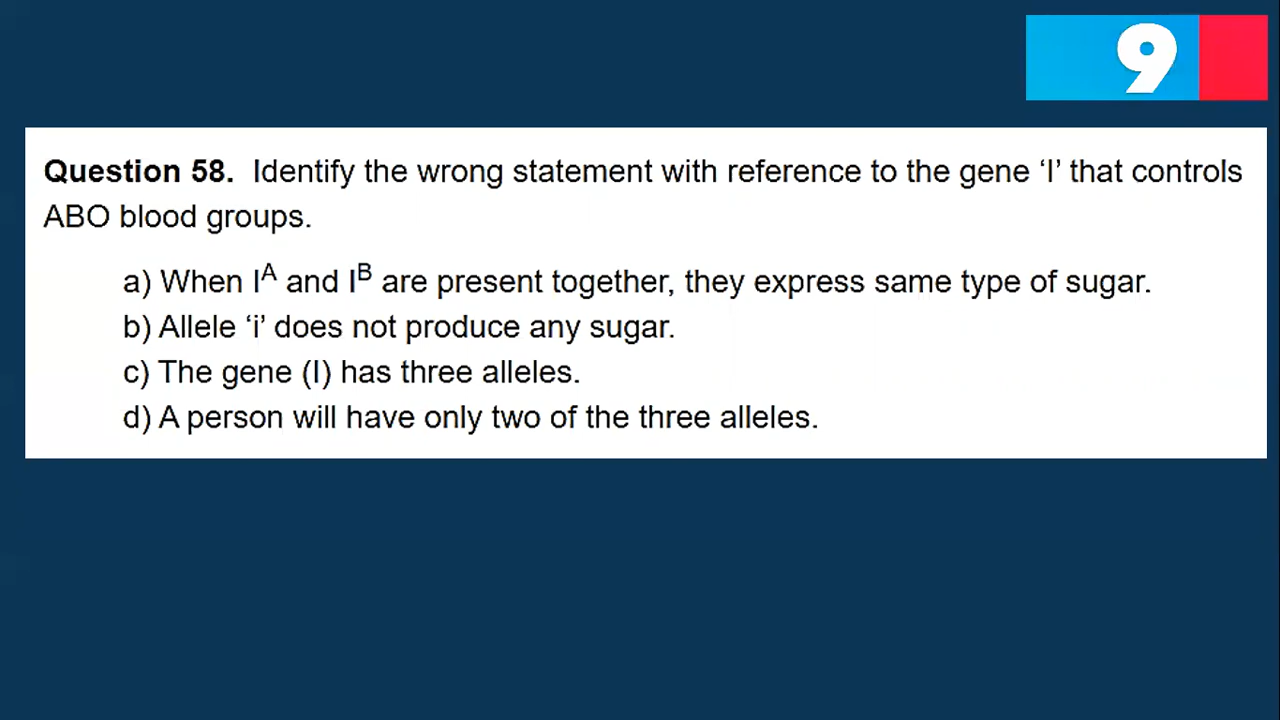 9
Question 58. Identify the wrong statement with reference to the gene ‘I’ that controls
ABO blood groups.
a) When I^A and I^B are present together, they express same type of sugar.
b) Allele ‘i’ does not produce any sugar.
c) The gene (I) has three alleles.
d) A person will have only two of the three alleles.